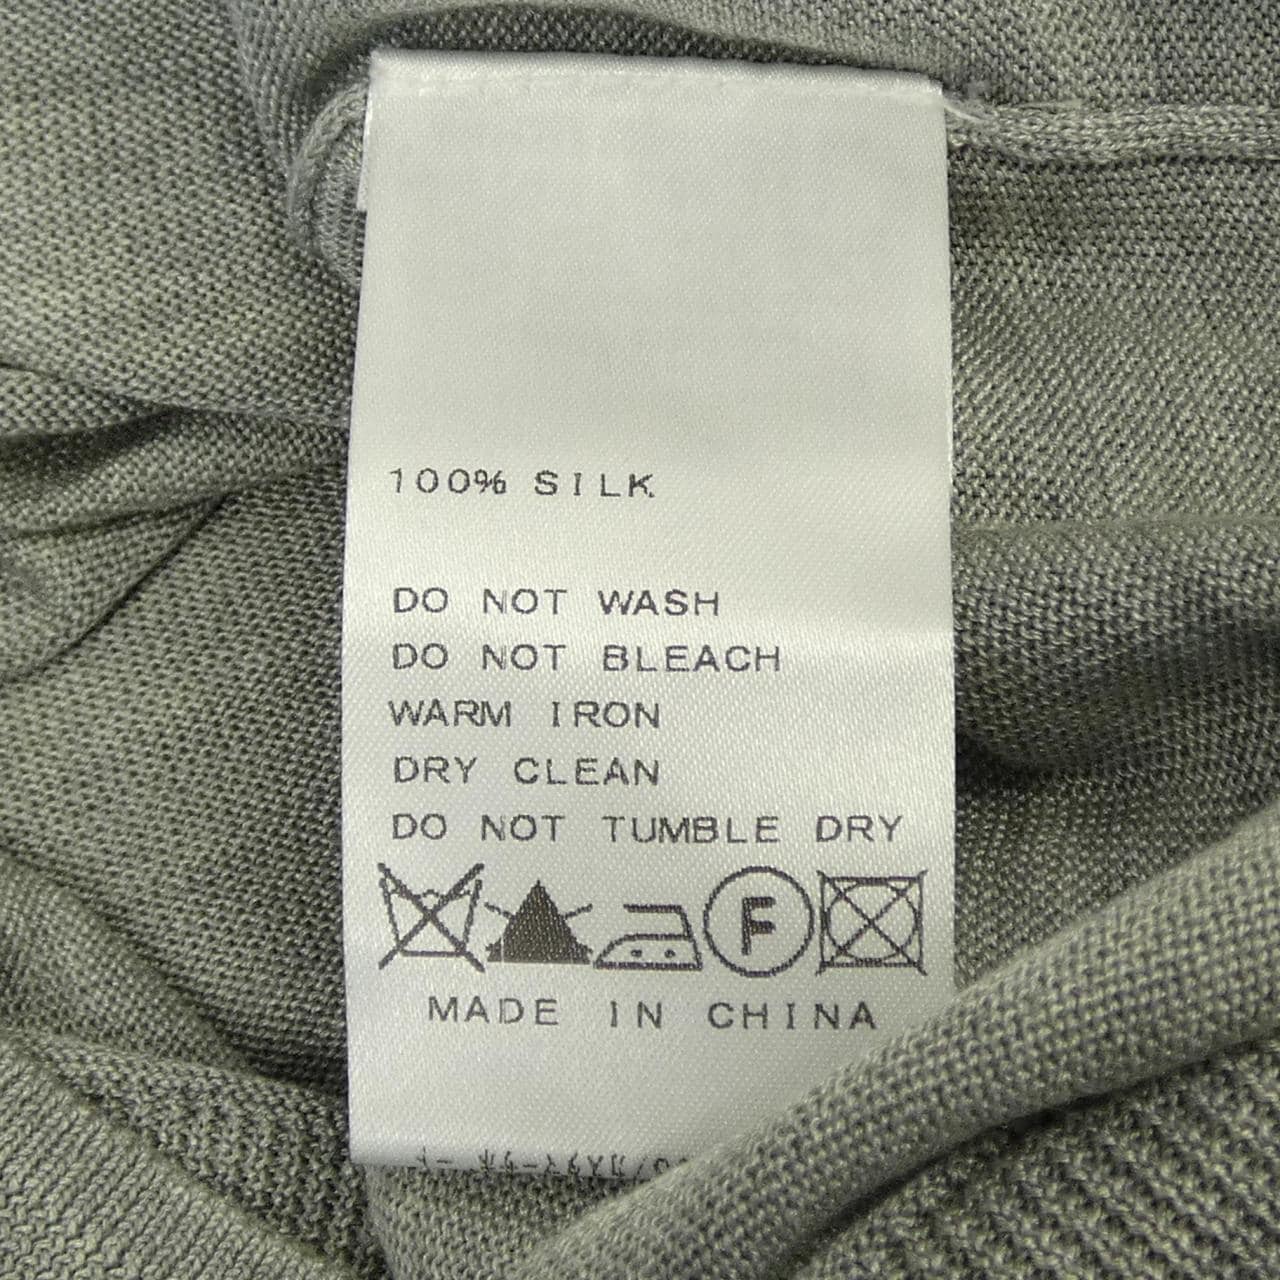 100% SILK
DO NOT WASH
DO NOT BLEACH
WARM IRON
DRY CLEAN
DO NOT TUMBLE DRY
F
MADE IN CHINA